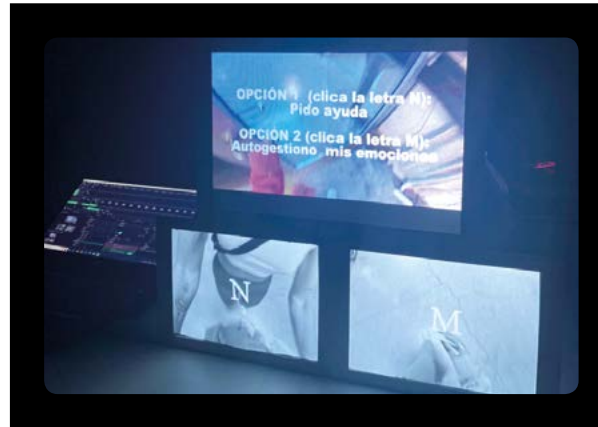 OPCIÓN 1 (clica la letra N):
Pido ayuda
OPCIÓN 2 (clica la letra M):
Autogestiono mis emociones
N
M